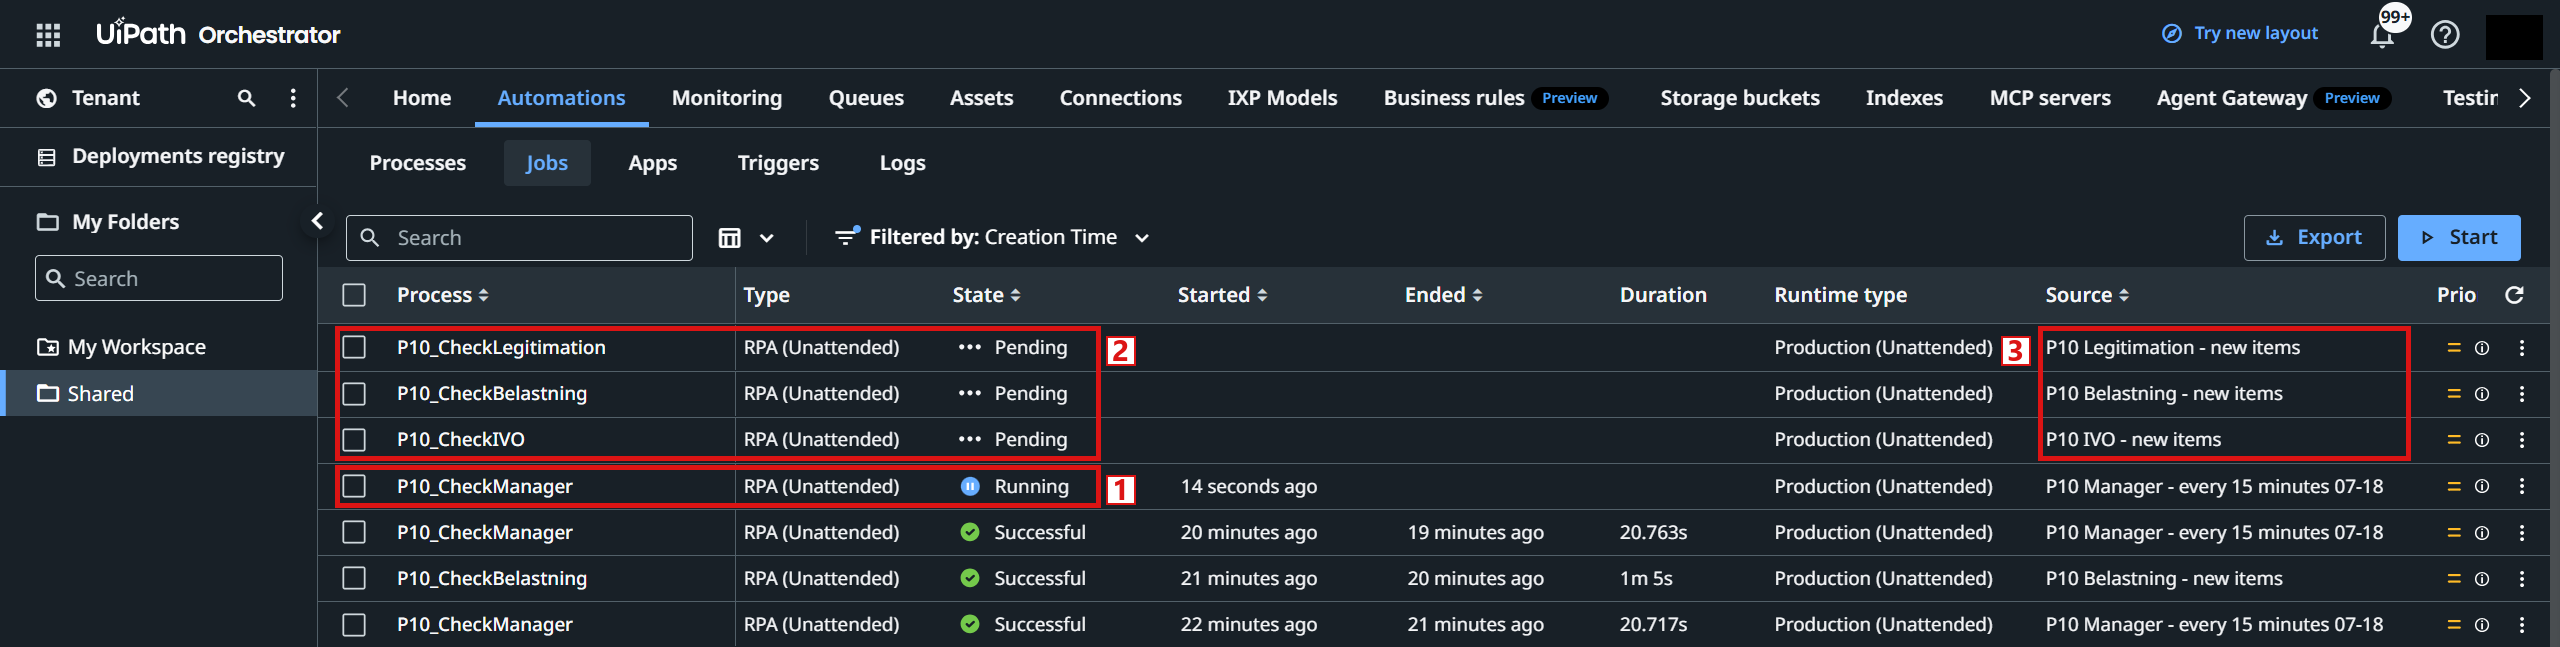 UiPath Orchestrator
Try new layout
99+
Tenant
Home Automations Monitoring Queues Assets Connections IXP Models Business rules Preview Storage buckets Indexes MCP servers Agent Gateway Preview Testin
Deployments registry
Processes Jobs Apps Triggers Logs
My Folders
Search
Search
Filtered by: Creation Time
Export
Start
My Workspace
Shared
Process Type State Started Ended Duration Runtime type Source Prio
P10_CheckLegitimation RPA (Unattended) Pending 2 Production (Unattended) 3 P10 Legitimation - new items
P10_CheckBelastning RPA (Unattended) Pending Production (Unattended) P10 Belastning - new items
P10_CheckIVO RPA (Unattended) Pending Production (Unattended) P10 IVO - new items
P10_CheckManager RPA (Unattended) Running 1 14 seconds ago Production (Unattended) P10 Manager - every 15 minutes 07-18
P10_CheckManager RPA (Unattended) Successful 20 minutes ago 19 minutes ago 20.763s Production (Unattended) P10 Manager - every 15 minutes 07-18
P10_CheckBelastning RPA (Unattended) Successful 21 minutes ago 20 minutes ago 1m 5s Production (Unattended) P10 Belastning - new items
P10_CheckManager RPA (Unattended) Successful 22 minutes ago 21 minutes ago 20.717s Production (Unattended) P10 Manager - every 15 minutes 07-18